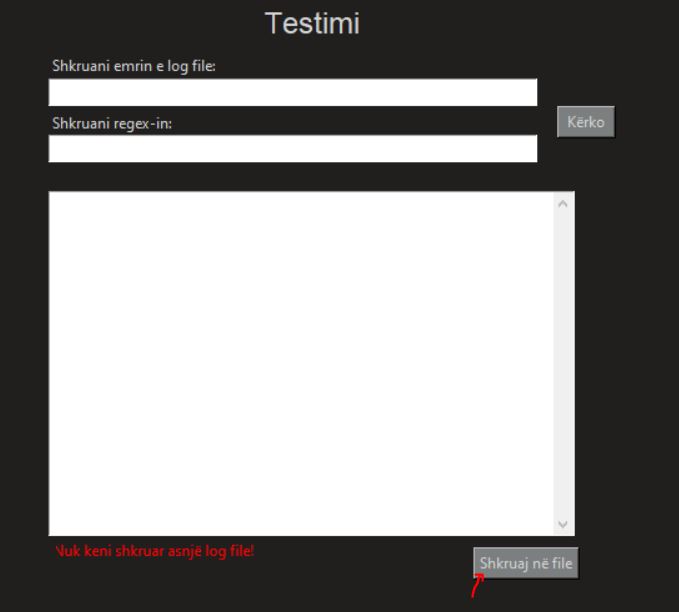 Testimi
Shkruani emrin e log file:
Shkruani regex-in:
Kërko
Nuk keni shkruar asnjë log file!
Shkruaj në file